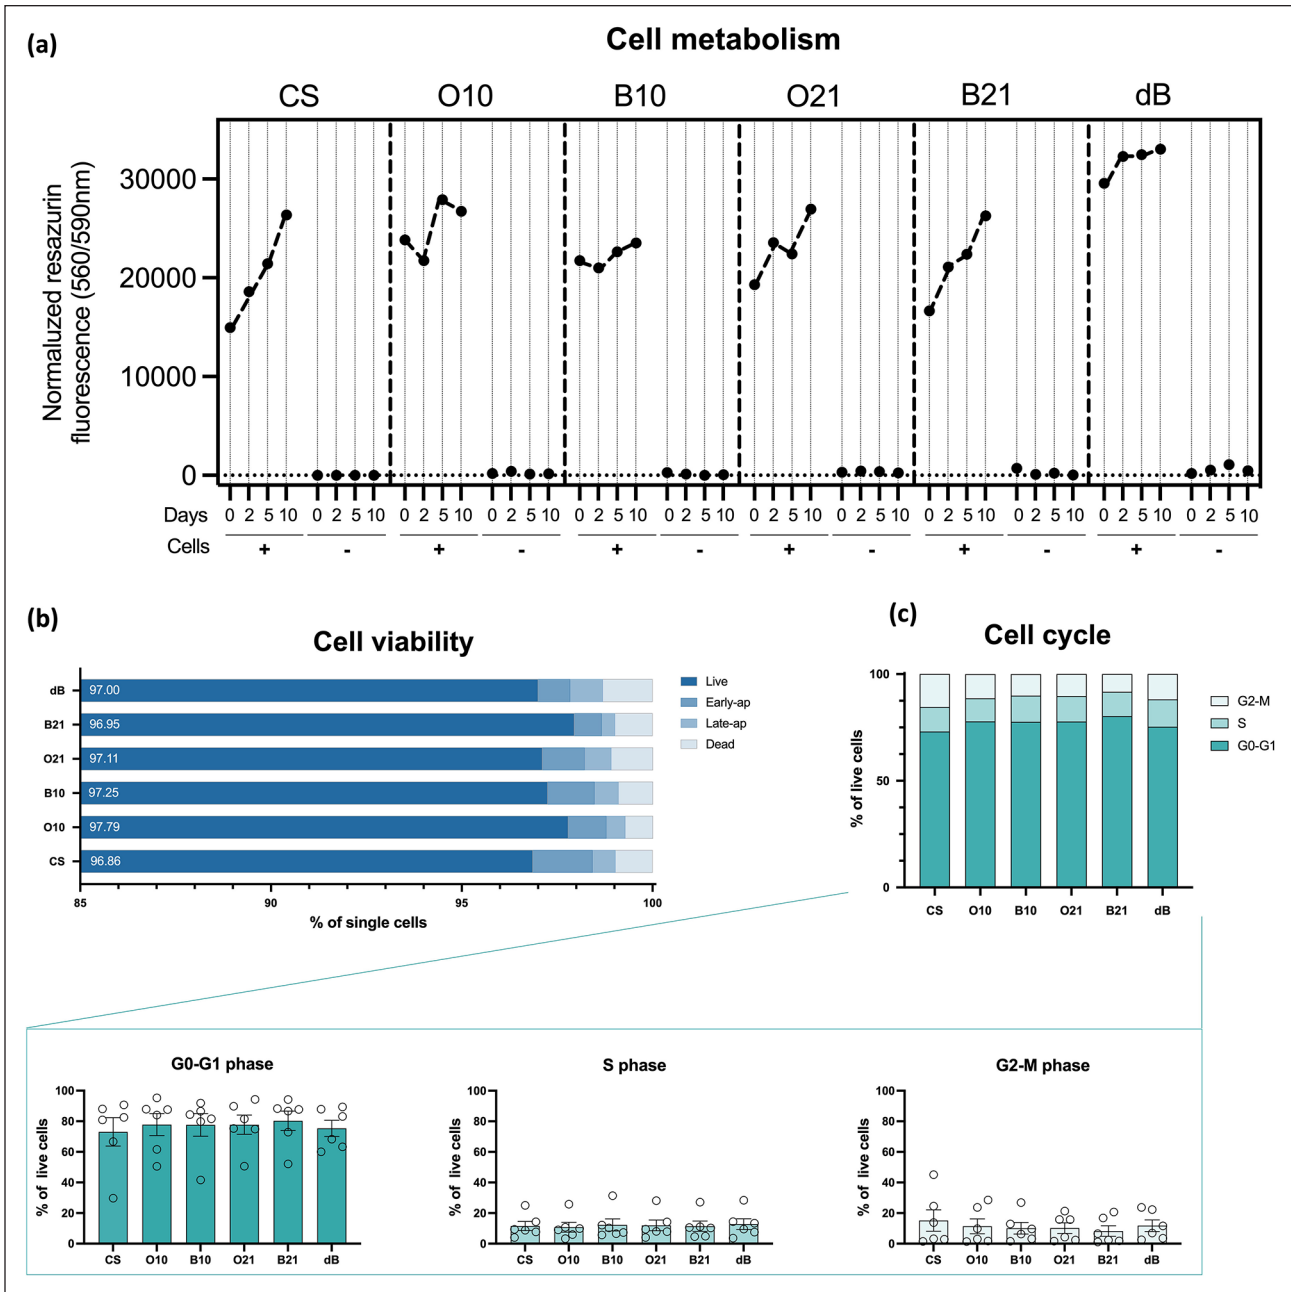 (a)
Cell metabolism
CS O10 B10 O21 B21 dB
Normaluzed resazurin
fluorescence (560/590nm)
30000
20000
10000
0
Days 0 2 5 10 0 2 5 10 0 2 5 10 0 2 5 10 0 2 5 10 0 2 5 10 0 2 5 10 0 2 5 10 0 2 5 10 0 2 5 10 0 2 5 10 0 2 5 10
Cells + - + - + - + - + - + -
(b)
Cell viability
dB 97.00
B21 96.95
O21 97.11
B10 97.25
O10 97.79
CS 96.86
85 90 95 100
% of single cells
Live
Early-ap
Late-ap
Dead
(c)
Cell cycle
% of live cells
100
50
0
CS O10 B10 O21 B21 dB
G2-M
S
G0-G1
G0-G1 phase
% of live cells
100
80
60
40
20
0
CS O10 B10 O21 B21 dB
S phase
% of live cells
100
80
60
40
20
0
CS O10 B10 O21 B21 dB
G2-M phase
% of live cells
100
80
60
40
20
0
CS O10 B10 O21 B21 dB